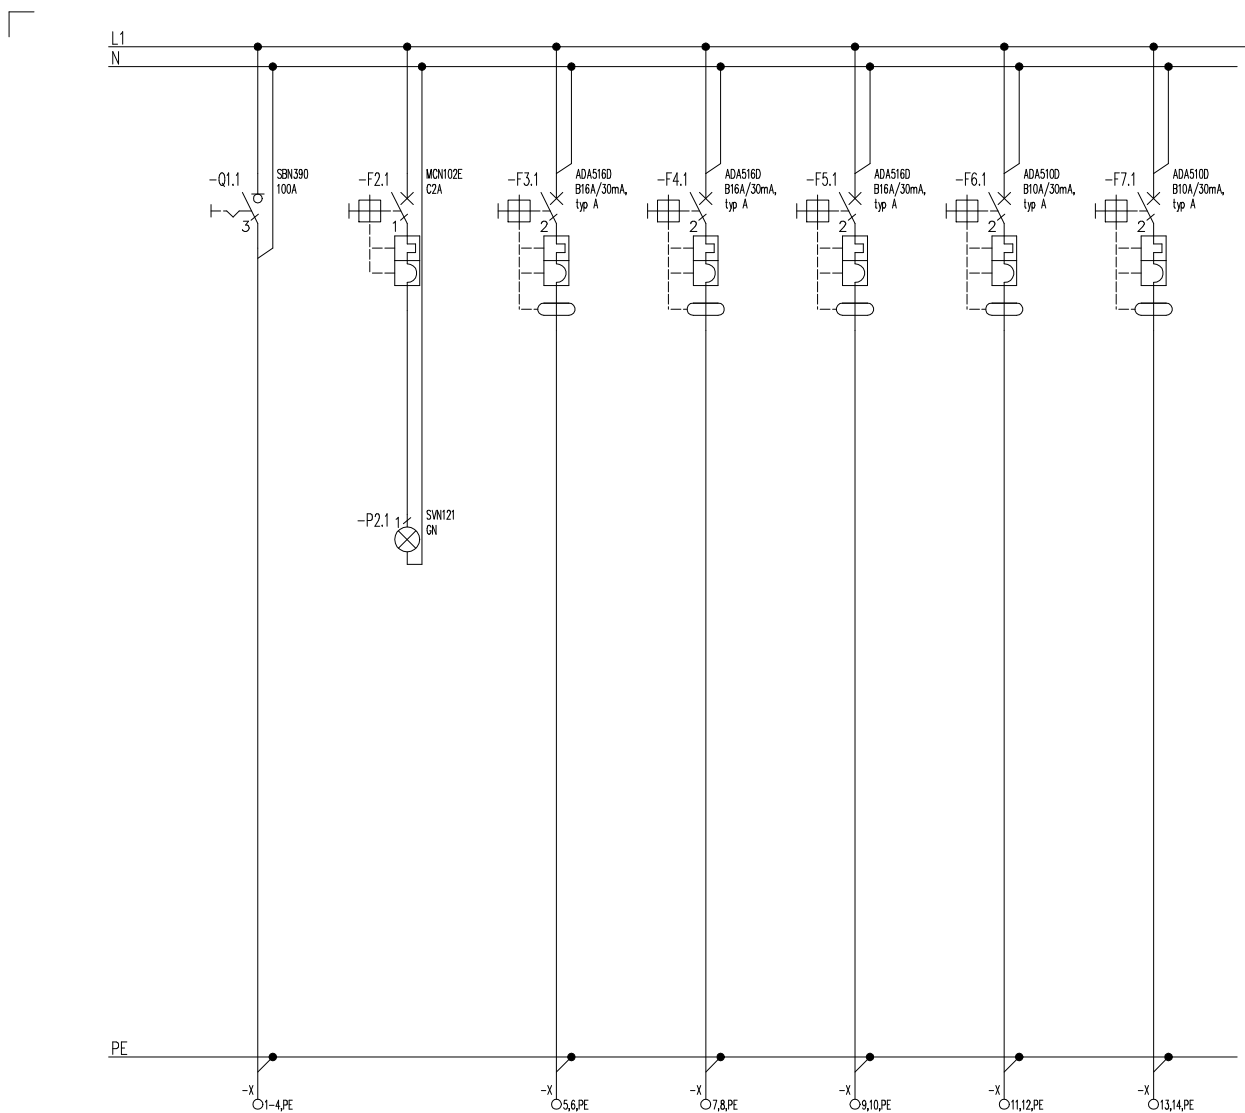 L1
N
-Q1.1
SBN390
100A
3
-F2.1
MCN102E
C2A
1
-F3.1
ADA516D
B16A/30mA,
typ A
2
-F4.1
ADA516D
B16A/30mA,
typ A
2
-F5.1
ADA516D
B16A/30mA,
typ A
2
-F6.1
ADA510D
B10A/30mA,
typ A
2
-F7.1
ADA510D
B10A/30mA,
typ A
2
-P2.1
1
SVN121
GN
PE
-X
1-4,PE
-X
5,6,PE
-X
7,8,PE
-X
9,10,PE
-X
11,12,PE
-X
13,14,PE